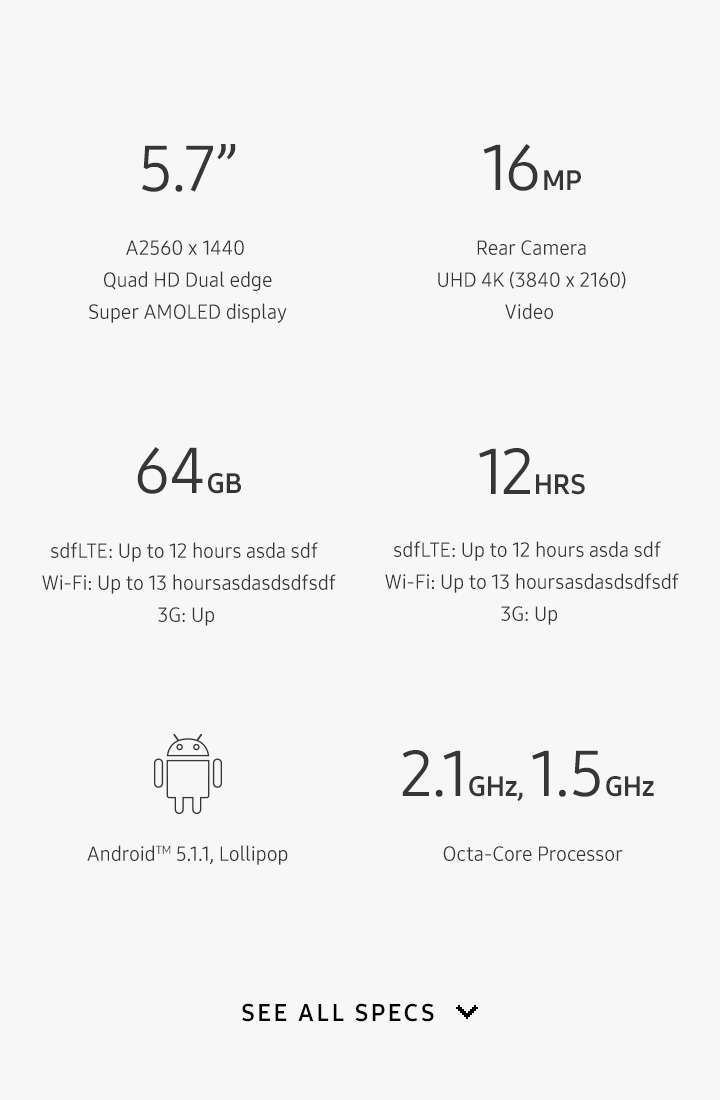 5.7”
A2560 x 1440
Quad HD Dual edge
Super AMOLED display
16MP
Rear Camera
UHD 4K (3840 x 2160)
Video
64GB
sdfLTE: Up to 12 hours asda sdf
Wi-Fi: Up to 13 hoursasdasdsdfsdf
3G: Up
12HRS
sdfLTE: Up to 12 hours asda sdf
Wi-Fi: Up to 13 hoursasdasdsdfsdf
3G: Up
Android™ 5.1.1, Lollipop
2.1GHz, 1.5GHz
Octa-Core Processor
SEE ALL SPECS